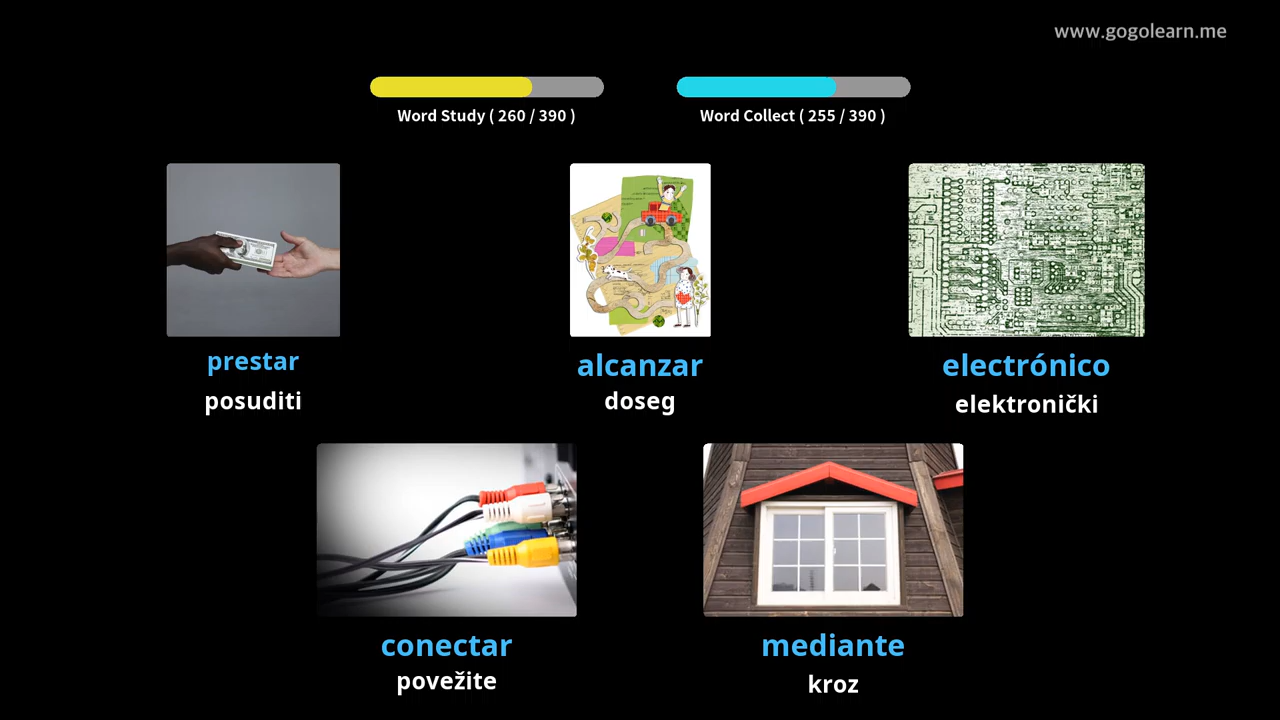 www.gogolearn.me
Word Study ( 260 / 390 )
Word Collect ( 255 / 390 )
prestar
posuditi
alcanzar
doseg
electrónico
elektronički
conectar
povežite
mediante
kroz